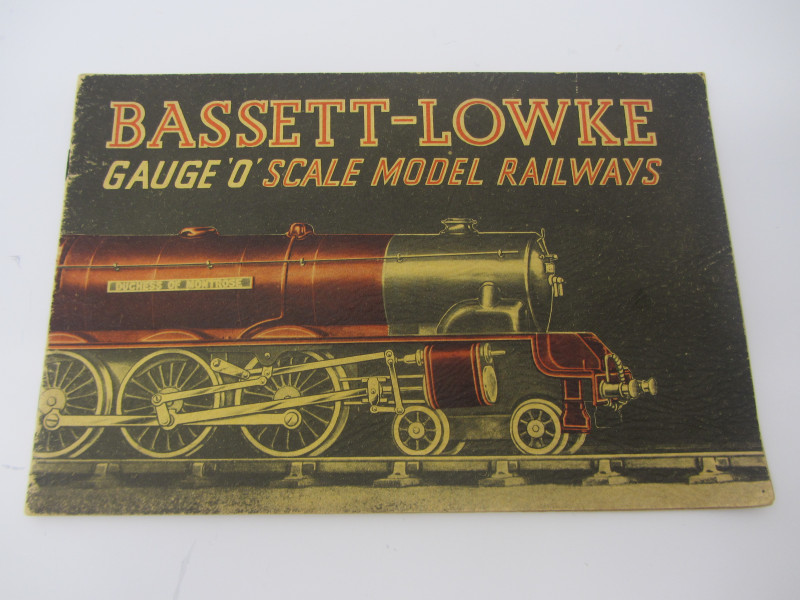 BASSETT-LOWKE
GAUGE 'O' SCALE MODEL RAILWAYS
DUCHESS OF MONTROSE